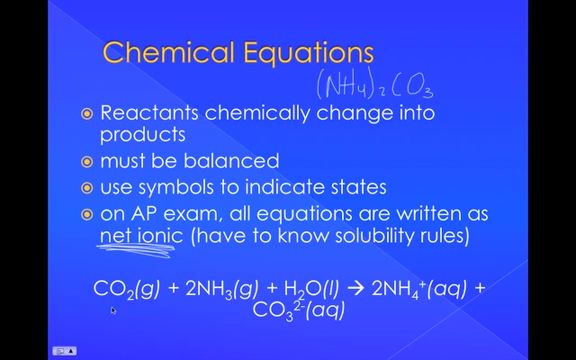 Chemical Equations
(NH₄)₂CO₃
Reactants chemically change into
products
must be balanced
use symbols to indicate states
on AP exam, all equations are written as
net ionic (have to know solubility rules)
CO₂(g) + 2NH₃(g) + H₂O(l) → 2NH₄⁺(aq) +
CO₃²⁻(aq)